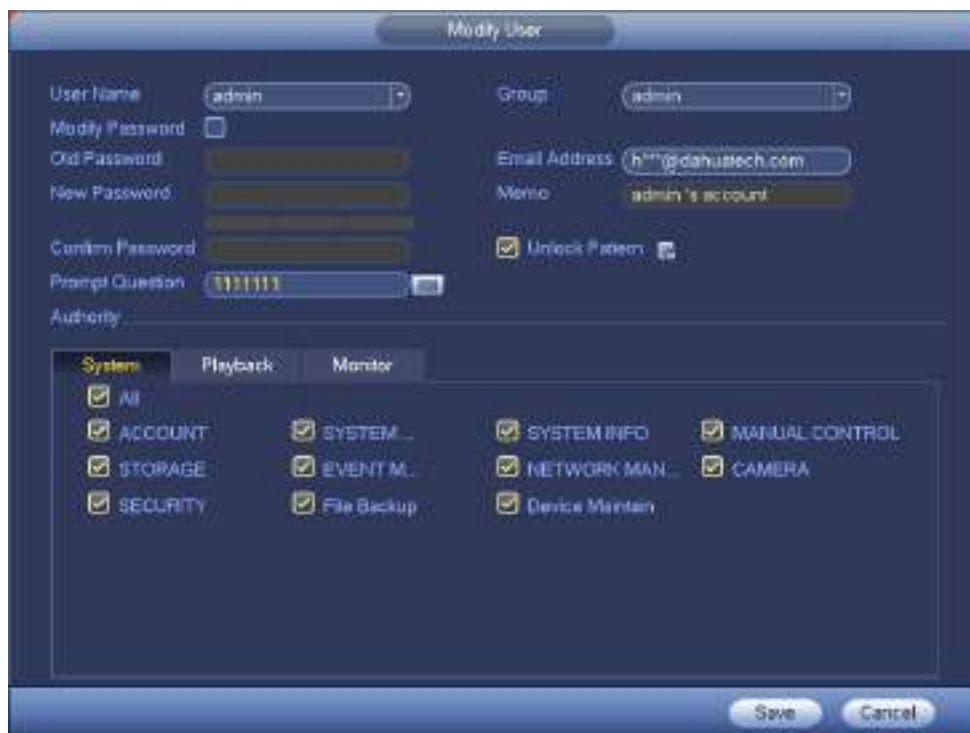 Modify User
User Name admin Group admin
Modify Password
Old Password Email Address h***@dahuatech.com
New Password Memo admin 's account
Confirm Password Unlock Pattern
Prompt Question 1111111
Authority
System Playback Monitor
All
ACCOUNT SYSTEM... SYSTEM INFO MANUAL CONTROL
STORAGE EVENT M... NETWORK MAN... CAMERA
SECURITY File Backup Device Maintain
Save Cancel